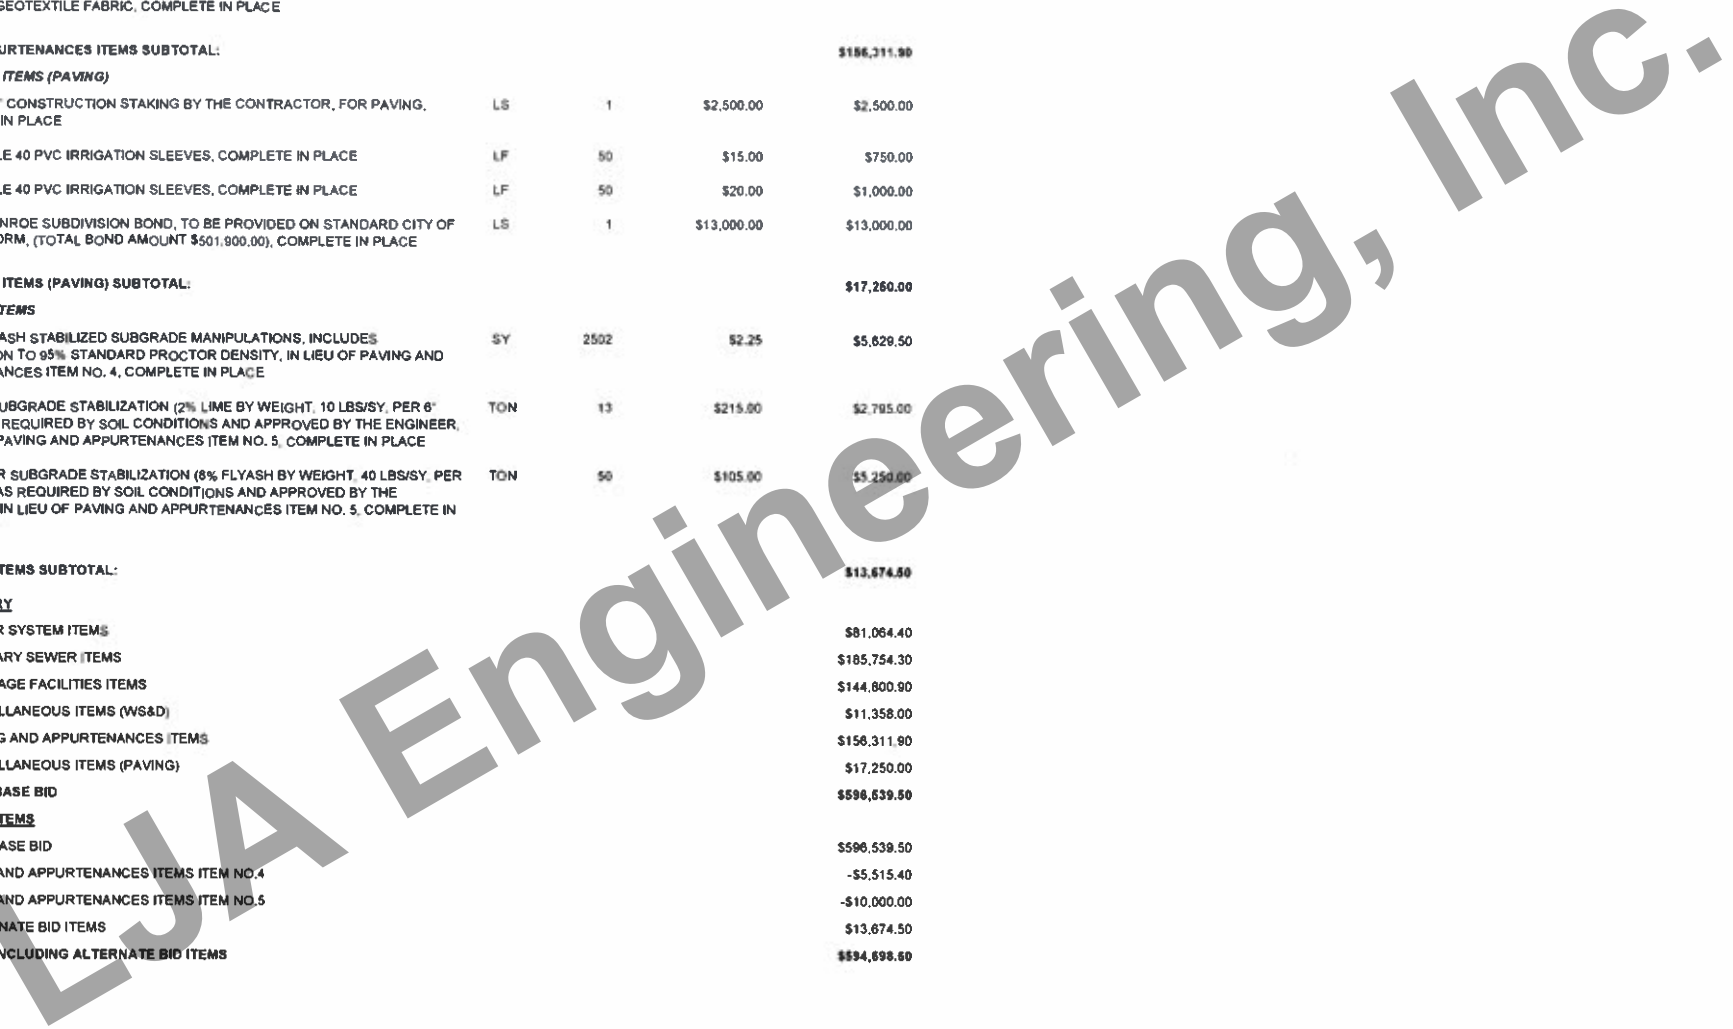 GEOTEXTILE FABRIC, COMPLETE IN PLACE
URTENANCES ITEMS SUBTOTAL: $156,311.90
ITEMS (PAVING)
CONSTRUCTION STAKING BY THE CONTRACTOR, FOR PAVING, LS 1 $2,500.00 $2,500.00
IN PLACE
LE 40 PVC IRRIGATION SLEEVES, COMPLETE IN PLACE LF 50 $15.00 $750.00
LE 40 PVC IRRIGATION SLEEVES, COMPLETE IN PLACE LF 50 $20.00 $1,000.00
NROE SUBDIVISION BOND, TO BE PROVIDED ON STANDARD CITY OF LS 1 $13,000.00 $13,000.00
ORM, (TOTAL BOND AMOUNT $501,900.00), COMPLETE IN PLACE
ITEMS (PAVING) SUBTOTAL: $17,250.00
TEMS
ASH STABILIZED SUBGRADE MANIPULATIONS, INCLUDES SY 2502 $2.25 $5,629.50
ON TO 95% STANDARD PROCTOR DENSITY, IN LIEU OF PAVING AND
ANCES ITEM NO. 4, COMPLETE IN PLACE
UBGRADE STABILIZATION (2% LIME BY WEIGHT, 10 LBS/SY, PER 6" TON 13 $215.00 $2,795.00
REQUIRED BY SOIL CONDITIONS AND APPROVED BY THE ENGINEER,
PAVING AND APPURTENANCES ITEM NO. 5, COMPLETE IN PLACE
R SUBGRADE STABILIZATION (8% FLYASH BY WEIGHT, 40 LBS/SY, PER TON 50 $105.00 $5,250.00
AS REQUIRED BY SOIL CONDITIONS AND APPROVED BY THE
IN LIEU OF PAVING AND APPURTENANCES ITEM NO. 5, COMPLETE IN
TEMS SUBTOTAL: $13,674.50
RY
R SYSTEM ITEMS $81,064.40
ARY SEWER ITEMS $185,754.30
AGE FACILITIES ITEMS $144,800.90
LLANEOUS ITEMS (WS&D) $11,358.00
G AND APPURTENANCES ITEMS $156,311.90
LLANEOUS ITEMS (PAVING) $17,250.00
BASE BID $596,539.50
TEMS
ASE BID $596,539.50
AND APPURTENANCES ITEMS ITEM NO.4 -$5,515.40
AND APPURTENANCES ITEMS ITEM NO.5 -$10,000.00
NATE BID ITEMS $13,674.50
NCLUDING ALTERNATE BID ITEMS $594,698.60
LJA Engineering, Inc.